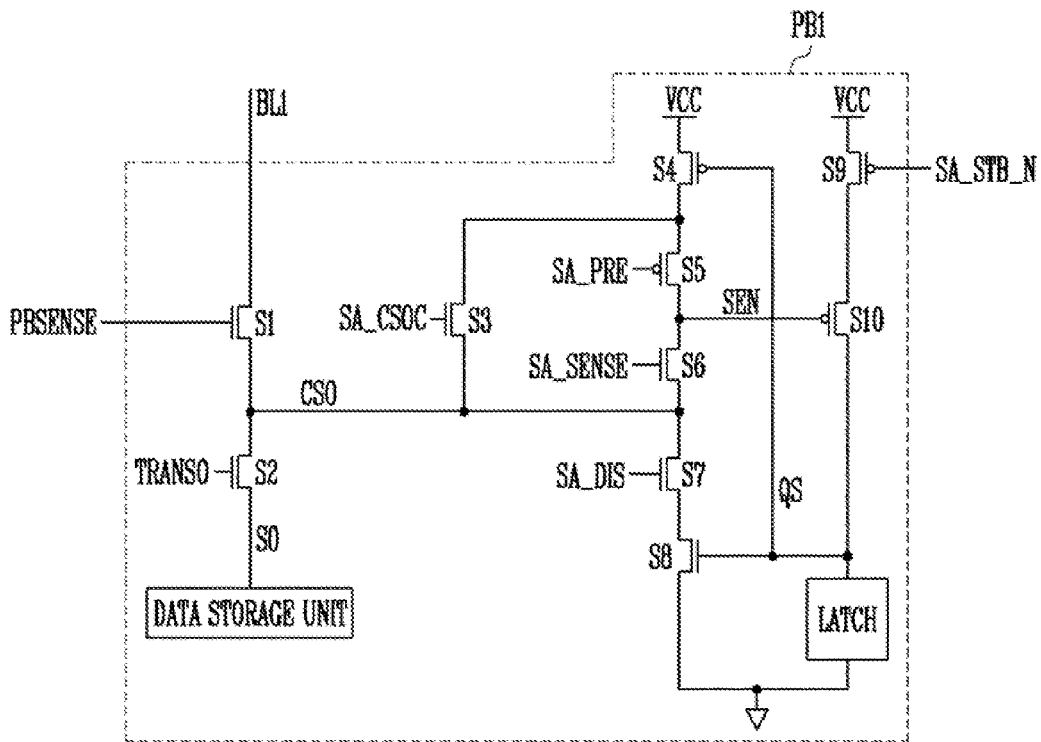 PB1
BL1
VCC
VCC
S4
S9
SA_STB_N
SA_PRE
S5
SEN
PBSENSE
S1
SA_CSOC
S3
S10
SA_SENSE
S6
CSO
TRANSO
S2
SA_DIS
S7
QS
SO
S8
DATA STORAGE UNIT
LATCH